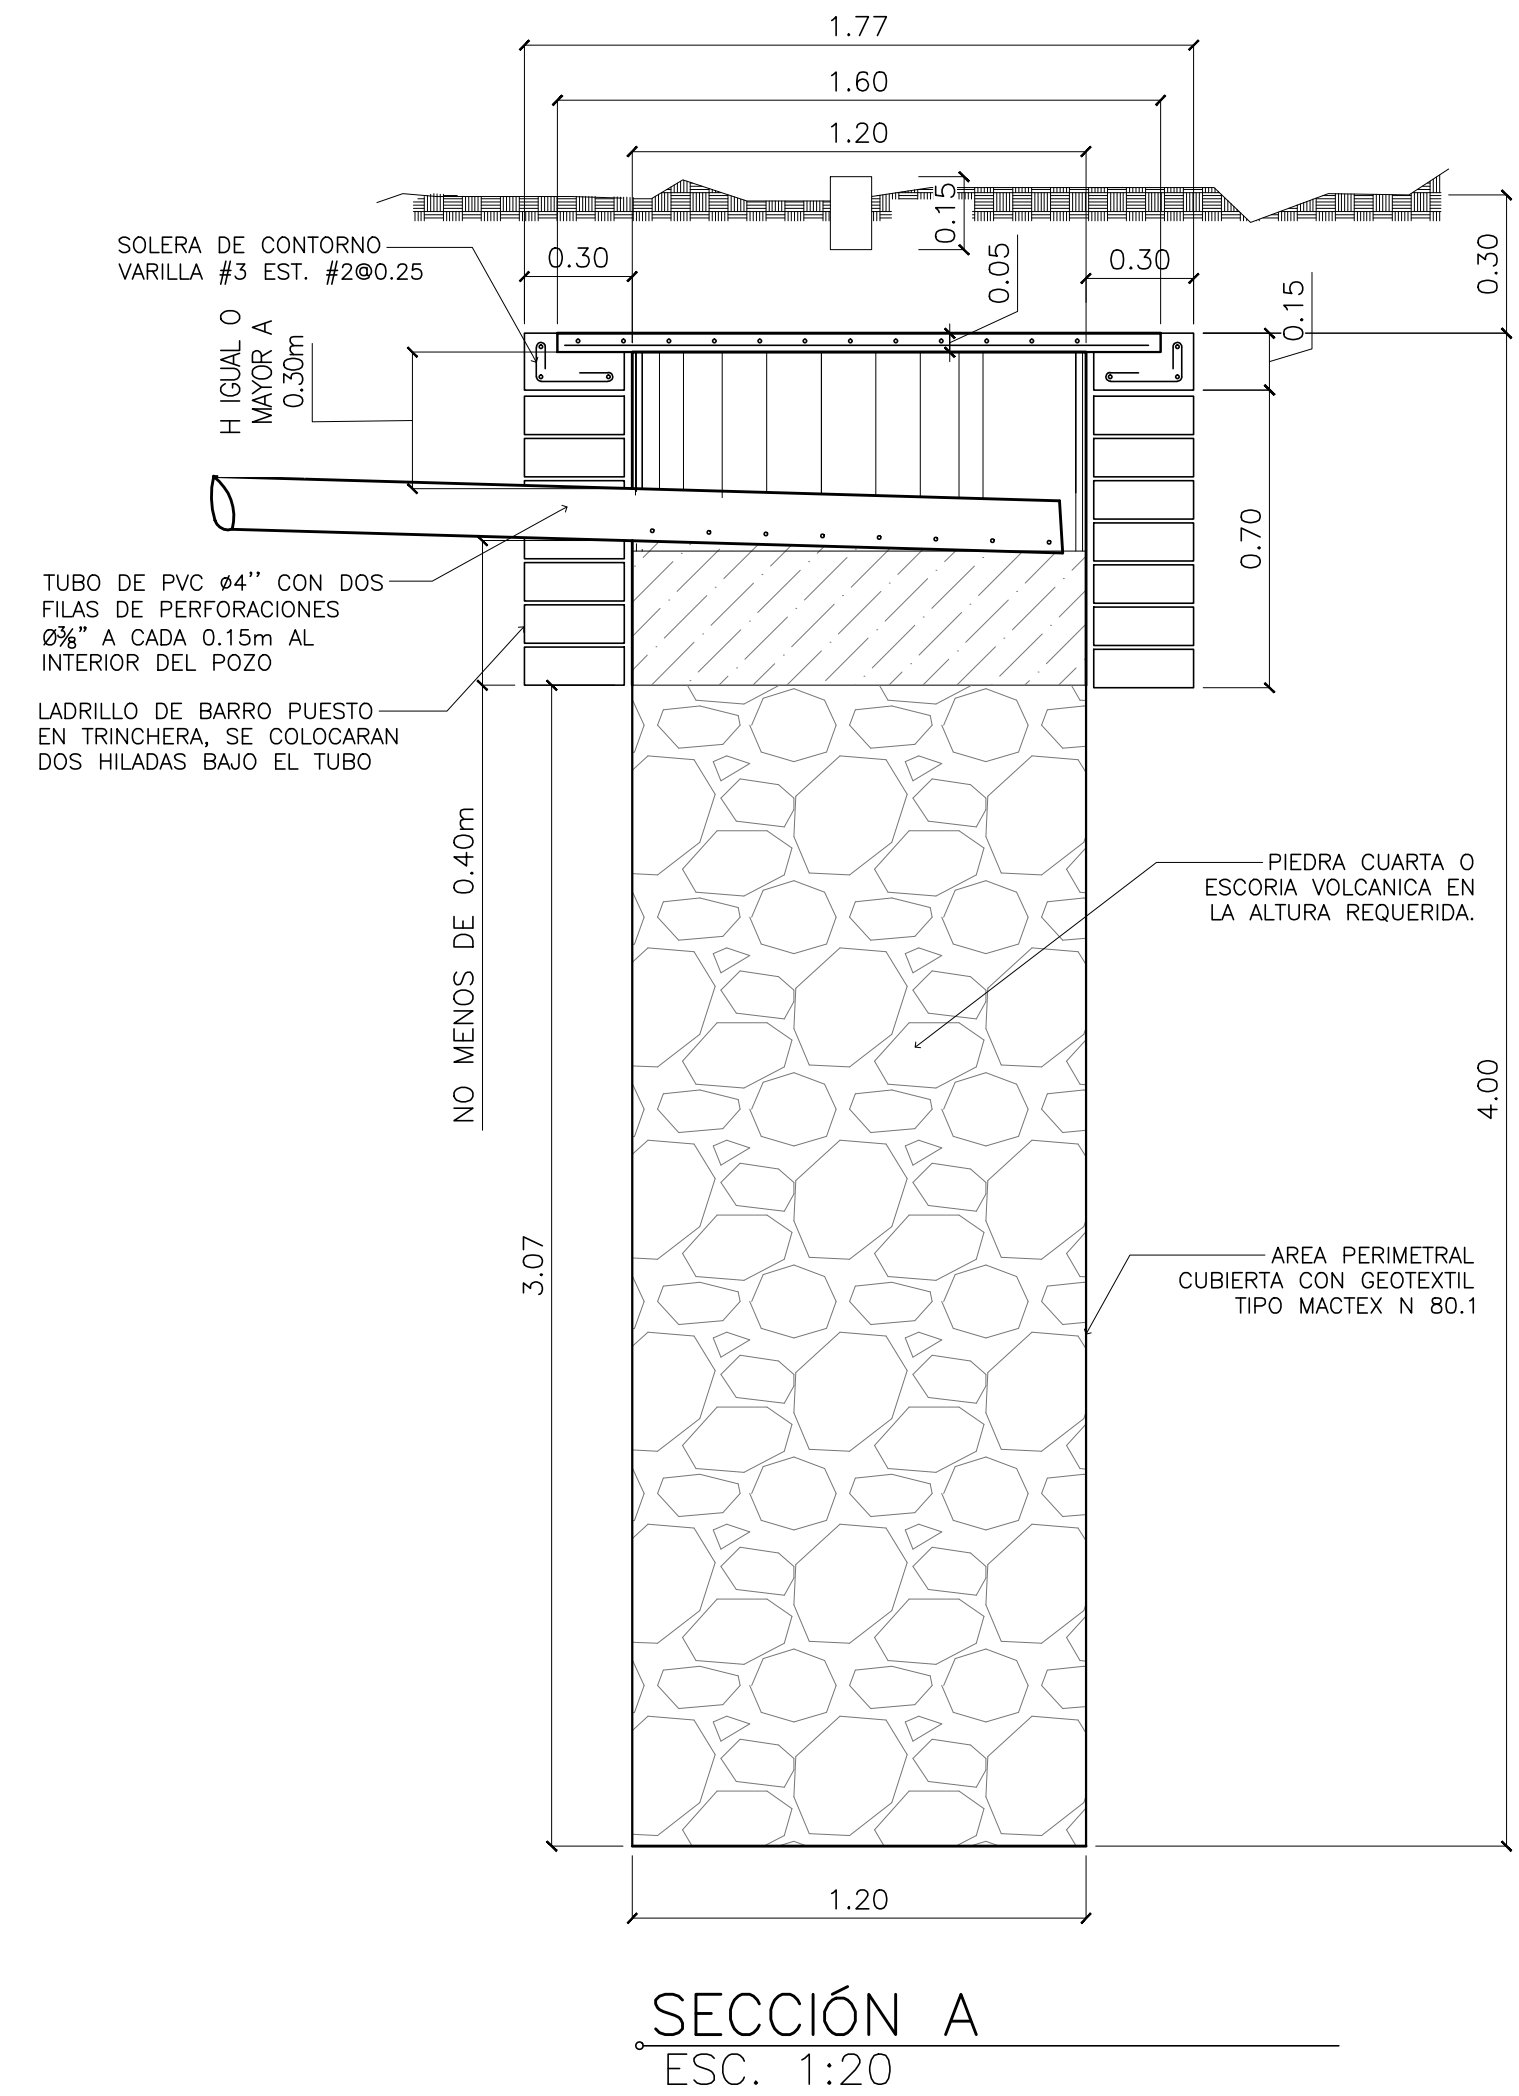 1.77
1.60
1.20
0.15
SOLERA DE CONTORNO
VARILLA #3 EST. #2@0.25
0.30
0.05
0.30
0.30
0.15
H IGUAL O
MAYOR A
0.30m
0.70
TUBO DE PVC ø4'' CON DOS
FILAS DE PERFORACIONES
Ø⅜" A CADA 0.15m AL
INTERIOR DEL POZO
LADRILLO DE BARRO PUESTO
EN TRINCHERA, SE COLOCARAN
DOS HILADAS BAJO EL TUBO
NO MENOS DE 0.40m
PIEDRA CUARTA O
ESCORIA VOLCANICA EN
LA ALTURA REQUERIDA.
4.00
3.07
AREA PERIMETRAL
CUBIERTA CON GEOTEXTIL
TIPO MACTEX N 80.1
1.20
SECCIÓN A
ESC. 1:20